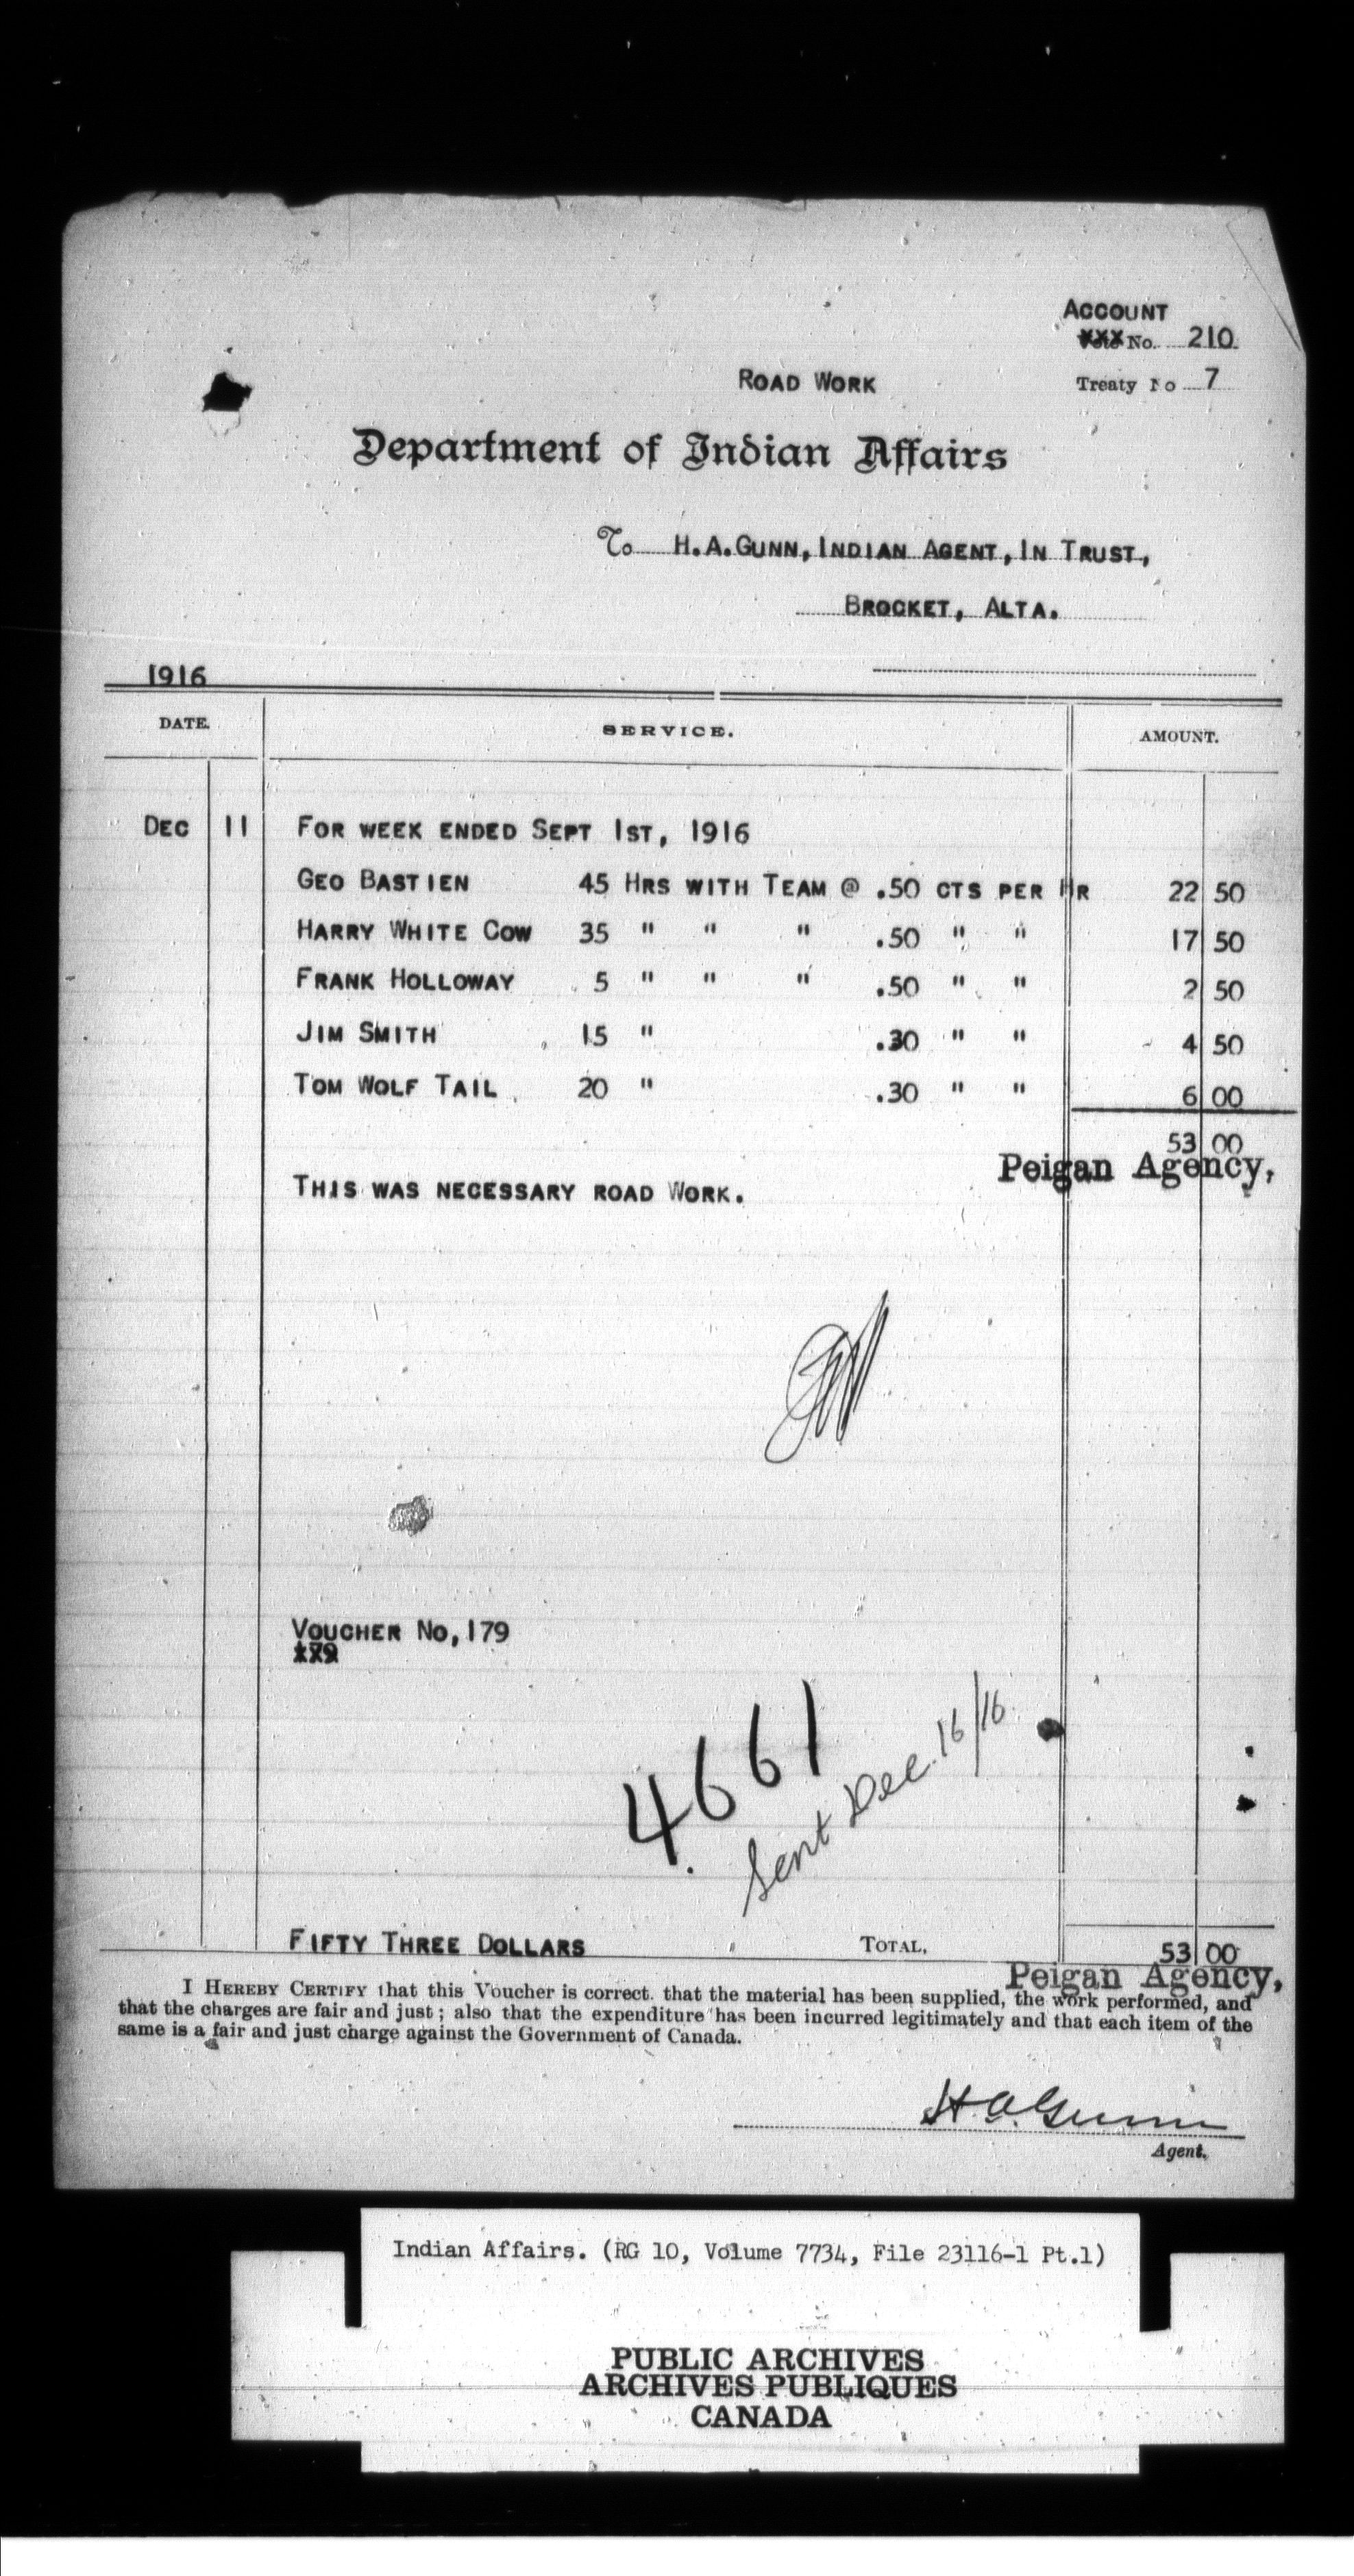 ACCOUNT
No. 210
ROAD WORK
Treaty No 7
Department of Indian Affairs
To H.A.GUNN, INDIAN AGENT, IN TRUST,
BROCKET, ALTA.
1916
DATE. SERVICE. AMOUNT.
DEC 11 FOR WEEK ENDED SEPT 1ST, 1916
GEO BASTIEN 45 HRS WITH TEAM @ .50 CTS PER HR 22 50
HARRY WHITE COW 35 " " " .50 " " 17 50
FRANK HOLLOWAY 5 " " " .50 " " 2 50
JIM SMITH 15 " .30 " " 4 50
TOM WOLF TAIL 20 " .30 " " 6 00
53 00
Peigan Agency,
THIS WAS NECESSARY ROAD WORK.
VOUCHER NO, 179
4661
Sent Dec. 16/16
FIFTY THREE DOLLARS TOTAL, 53 00
Peigan Agency,
I HEREBY CERTIFY that this Voucher is correct. that the material has been supplied, the work performed, and
that the charges are fair and just; also that the expenditure has been incurred legitimately and that each item of the
same is a fair and just charge against the Government of Canada.
H A. Gunn
Agent.
Indian Affairs. (RG 10, Volume 7734, File 23116-1 Pt.1)
PUBLIC ARCHIVES
ARCHIVES PUBLIQUES
CANADA